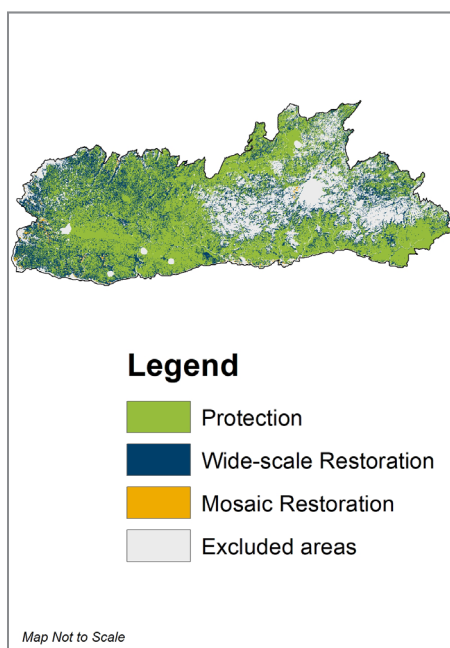 Legend
Protection
Wide-scale Restoration
Mosaic Restoration
Excluded areas
Map Not to Scale